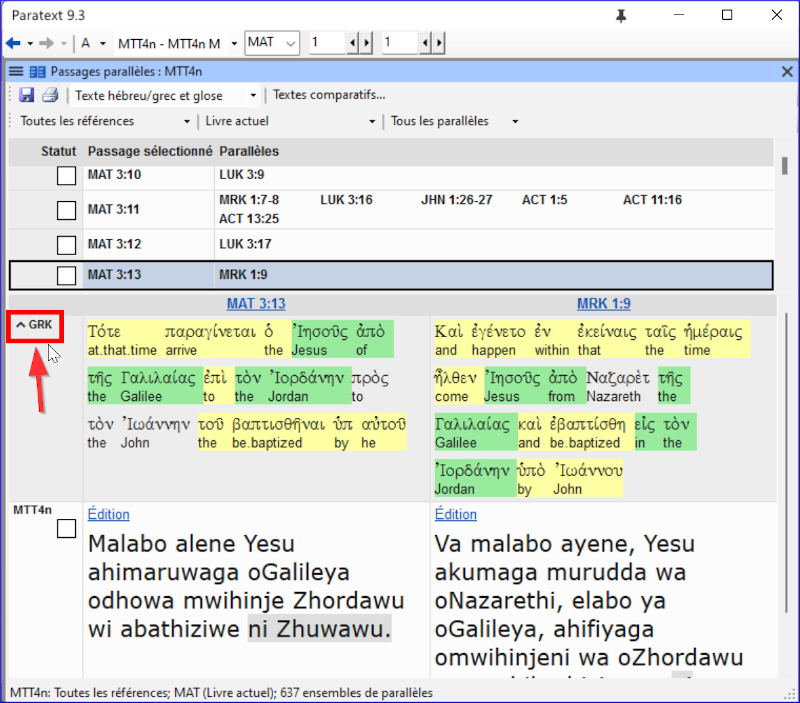 Paratext 9.3
A MTT4n - MTT4n M MAT 1 1
Passages parallèles : MTT4n
Texte hébreu/grec et glose Textes comparatifs...
Toutes les références Livre actuel Tous les parallèles
Statut Passage sélectionné Parallèles
MAT 3:10 LUK 3:9
MAT 3:11 MRK 1:7-8 LUK 3:16 JHN 1:26-27 ACT 1:5 ACT 11:16
ACT 13:25
MAT 3:12 LUK 3:17
MAT 3:13 MRK 1:9
MAT 3:13 MRK 1:9
GRK
Τότε παραγίνεται ὁ Ἰησοῦς ἀπὸ
at.that.time arrive the Jesus of
τῆς Γαλιλαίας ἐπὶ τὸν Ἰορδάνην πρὸς
the Galilee to the Jordan to
τὸν Ἰωάννην τοῦ βαπτισθῆναι ὑπ αὐτοῦ
the John the be.baptized by he
Καὶ ἐγένετο ἐν ἐκείναις ταῖς ἡμέραις
and happen within that the time
ἦλθεν Ἰησοῦς ἀπὸ Ναζαρὲτ τῆς
come Jesus from Nazareth the
Γαλιλαίας καὶ ἐβαπτίσθη εἰς τὸν
Galilee and be.baptized in the
Ἰορδάνην ὑπὸ Ἰωάννου
Jordan by John
MTT4n
Édition
Malabo alene Yesu
ahimaruwaga oGalileya
odhowa mwihinje Zhordawu
wi abathiziwe ni Zhuwawu.
Édition
Va malabo ayene, Yesu
akumaga murudda wa
oNazarethi, elabo ya
oGalileya, ahifiyaga
omwihinjeni wa oZhordawu
MTT4n: Toutes les références; MAT (Livre actuel); 637 ensembles de parallèles